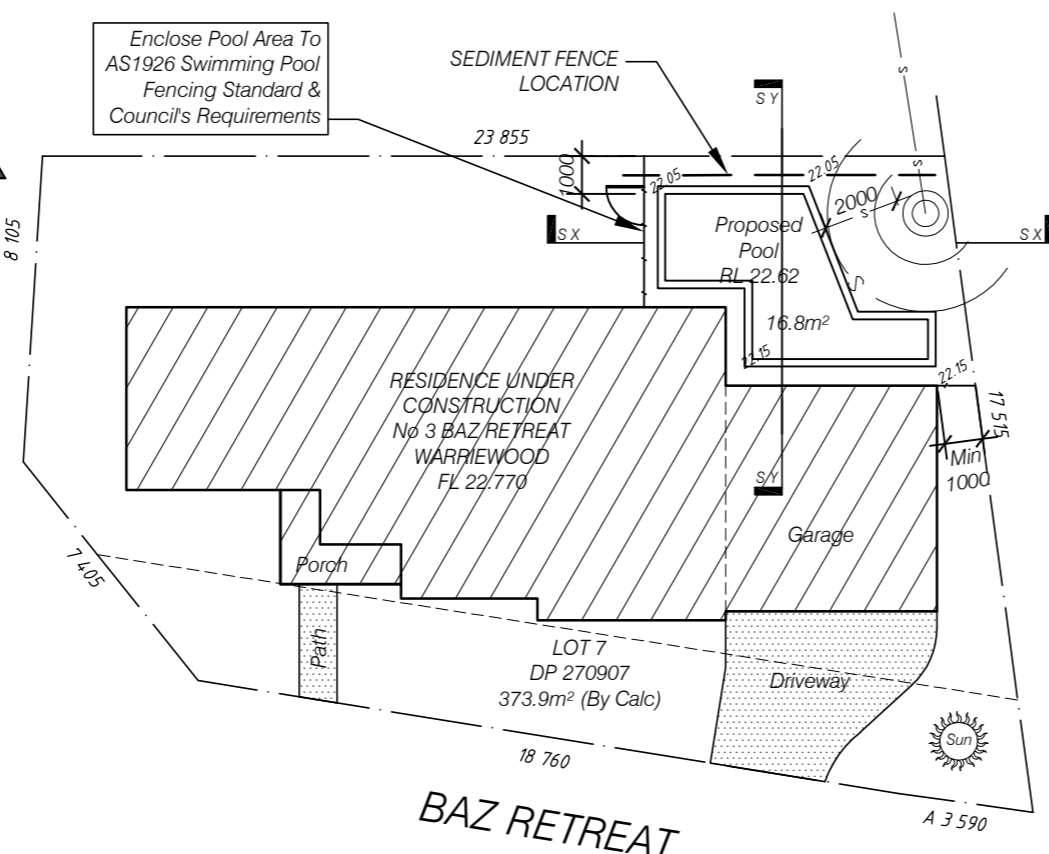 Enclose Pool Area To
AS1926 Swimming Pool
Fencing Standard &
Council's Requirements
SEDIMENT FENCE
LOCATION
S Y
s
23 855
s
1000
22.05
22.05
2000
s
8 105
S X
Proposed
Pool
RL 22.62
S X
16.8m²
22.15
22.15
17 515
RESIDENCE UNDER
CONSTRUCTION
No 3 BAZ RETREAT
WARRIEWOOD
FL 22.770
Min
1000
S Y
Garage
7 405
Porch
Path
LOT 7
DP 270907
373.9m² (By Calc)
Driveway
Sun
18 760
A 3 590
BAZ RETREAT